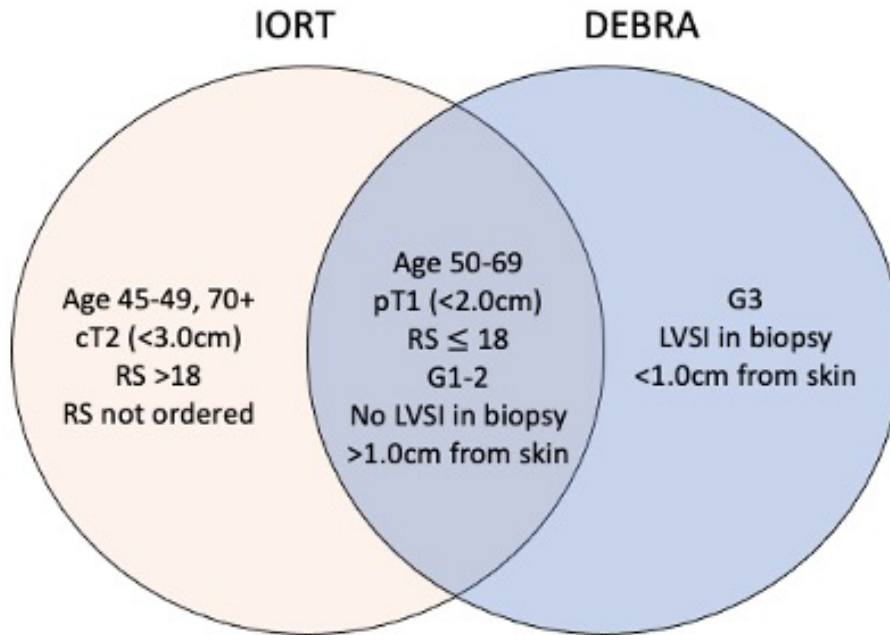 IORT
DEBRA
Age 45-49, 70+
cT2 (<3.0cm)
RS >18
RS not ordered
Age 50-69
pT1 (<2.0cm)
RS ≤ 18
G1-2
No LVSI in biopsy
>1.0cm from skin
G3
LVSI in biopsy
<1.0cm from skin